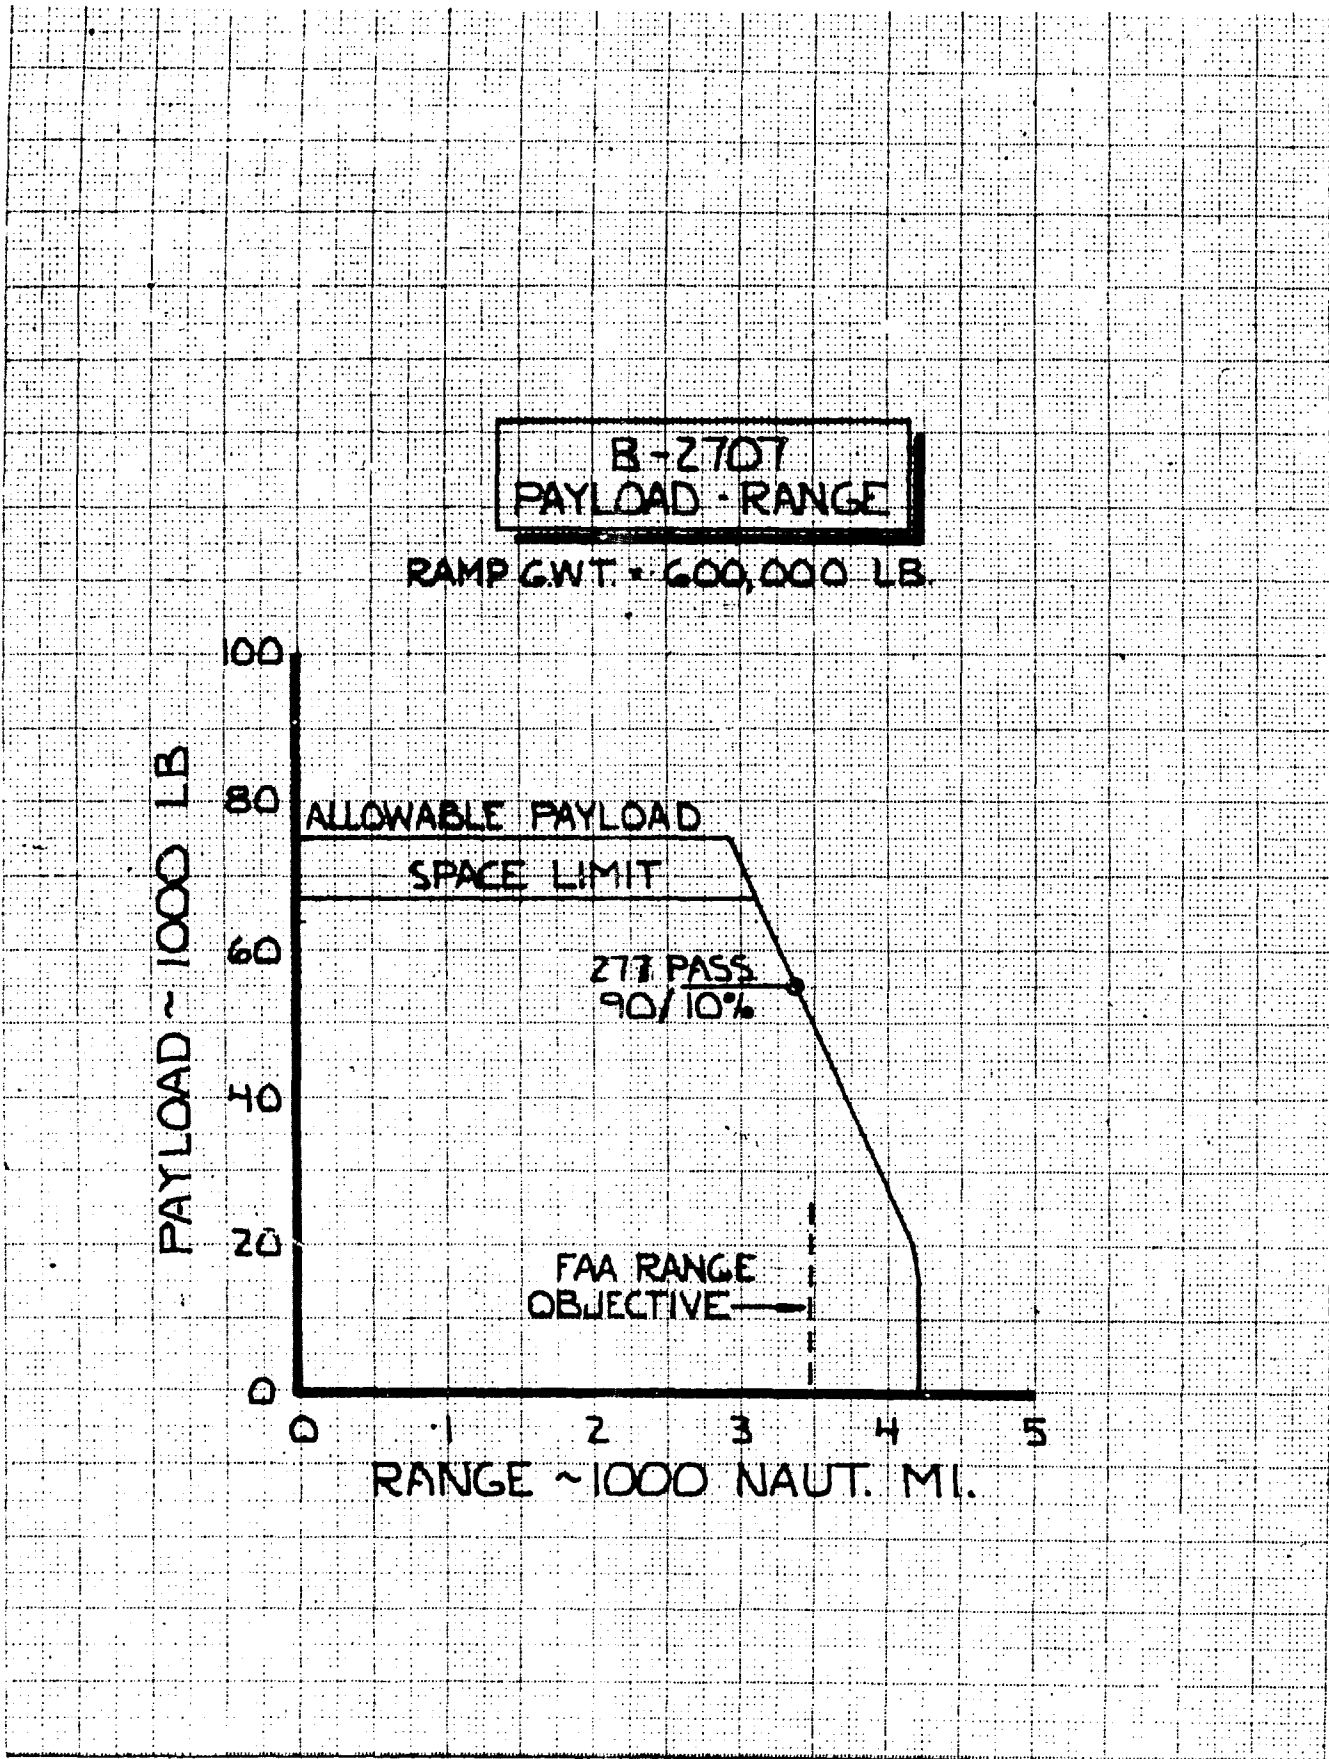 B-2707
PAYLOAD - RANGE
RAMP G.WT. = 600,000 LB.
100
80
60
40
20
0
PAYLOAD ~ 1000 LB
ALLOWABLE PAYLOAD
SPACE LIMIT
277 PASS
90/10%
FAA RANGE
OBJECTIVE
0 1 2 3 4 5
RANGE ~1000 NAUT. MI.